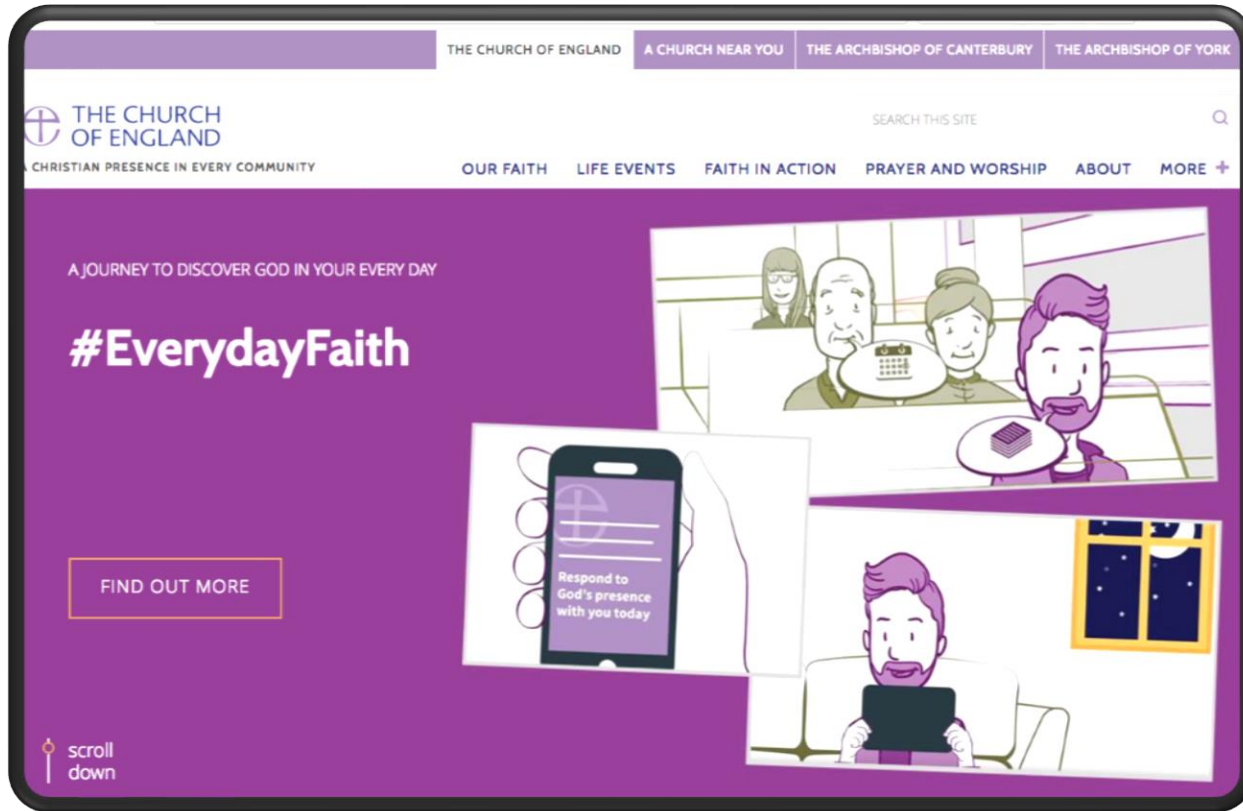 THE CHURCH OF ENGLAND
A CHURCH NEAR YOU
THE ARCHBISHOP OF CANTERBURY
THE ARCHBISHOP OF YORK
THE CHURCH
OF ENGLAND
A CHRISTIAN PRESENCE IN EVERY COMMUNITY
SEARCH THIS SITE
OUR FAITH
LIFE EVENTS
FAITH IN ACTION
PRAYER AND WORSHIP
ABOUT
MORE +
A JOURNEY TO DISCOVER GOD IN YOUR EVERY DAY
#EverydayFaith
Respond to
God's presence
with you today
FIND OUT MORE
scroll
down